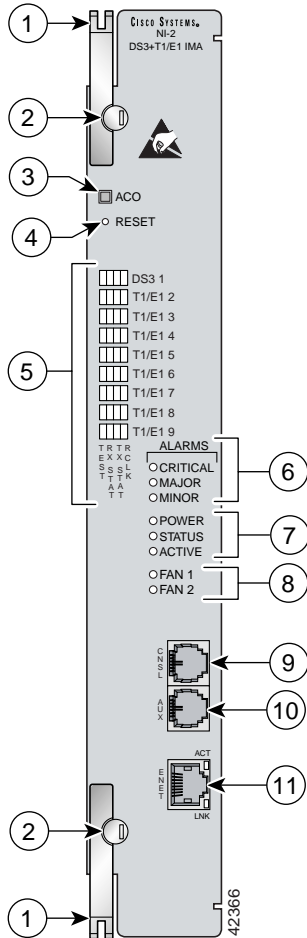 CISCO SYSTEMS®
NI-2
DS3+T1/E1 IMA
1
2
3
ACO
4
RESET
5
DS3 1
T1/E1 2
T1/E1 3
T1/E1 4
T1/E1 5
T1/E1 6
T1/E1 7
T1/E1 8
T1/E1 9
TEST
RX STAT
TX STAT
RCLK
ALARMS
CRITICAL
MAJOR
MINOR
6
POWER
STATUS
ACTIVE
7
FAN 1
FAN 2
8
CNSL
9
AUX
10
ACT
ENET
11
LNK
2
1
42366